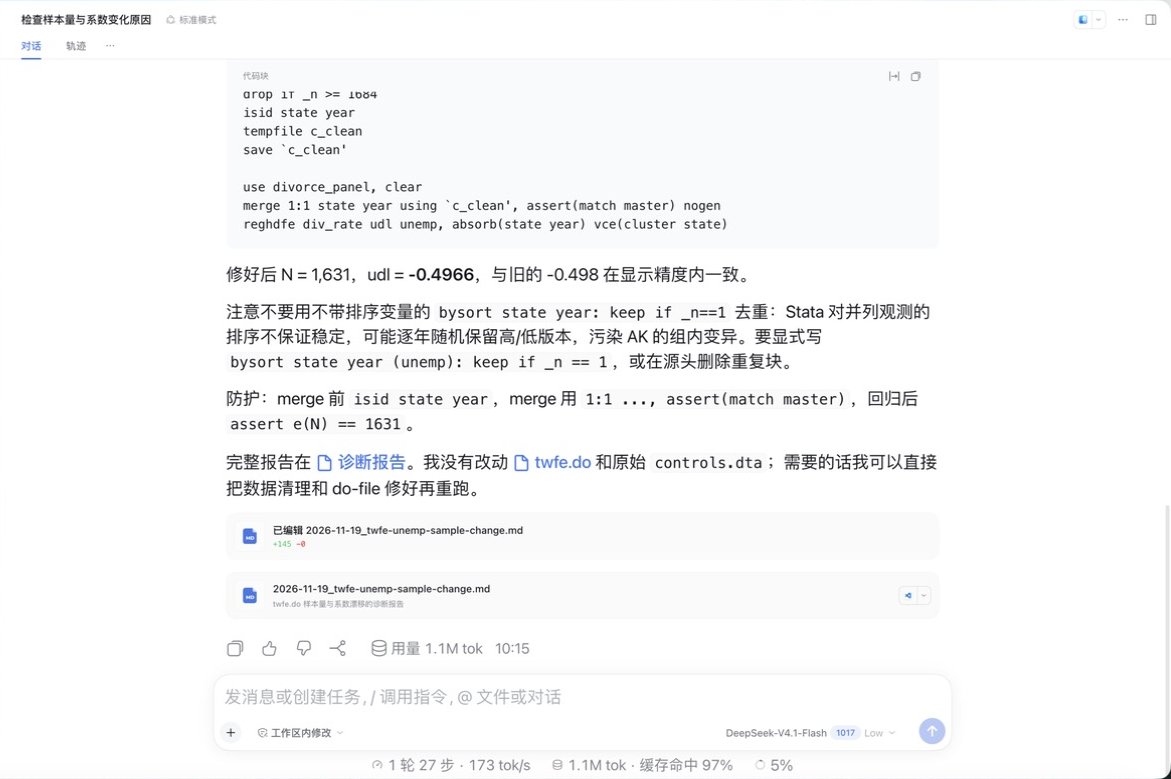 检查样本量与系数变化原因 标准模式
对话 轨迹 ...
代码块
drop if _n >= 1684
isid state year
tempfile c_clean
save `c_clean'
use divorce_panel, clear
merge 1:1 state year using `c_clean', assert(match master) nogen
reghdfe div_rate udl unemp, absorb(state year) vce(cluster state)
修好后 N = 1,631，udl = -0.4966，与旧的 -0.498 在显示精度内一致。
注意不要用不带排序变量的 bysort state year: keep if _n==1 去重：Stata 对并列观测的
排序不保证稳定，可能逐年随机保留高/低版本，污染 AK 的组内变异。要显式写
bysort state year (unemp): keep if _n == 1，或在源头删除重复块。
防护：merge 前 isid state year，merge 用 1:1 ..., assert(match master)，回归后
assert e(N) == 1631。
完整报告在 诊断报告。我没有改动 twfe.do 和原始 controls.dta；需要的话我可以直接
把数据清理和 do-file 修好再重跑。
MD
已编辑 2026-11-19_twfe-unemp-sample-change.md
+145 -0
MD
2026-11-19_twfe-unemp-sample-change.md
twfe.do 样本量与系数漂移的诊断报告
用量 1.1M tok 10:15
发消息或创建任务, / 调用指令, @ 文件或对话
+ 工作区内修改 DeepSeek-V4.1-Flash 1017 Low
1 轮 27 步 · 173 tok/s 1.1M tok · 缓存命中 97% 5%